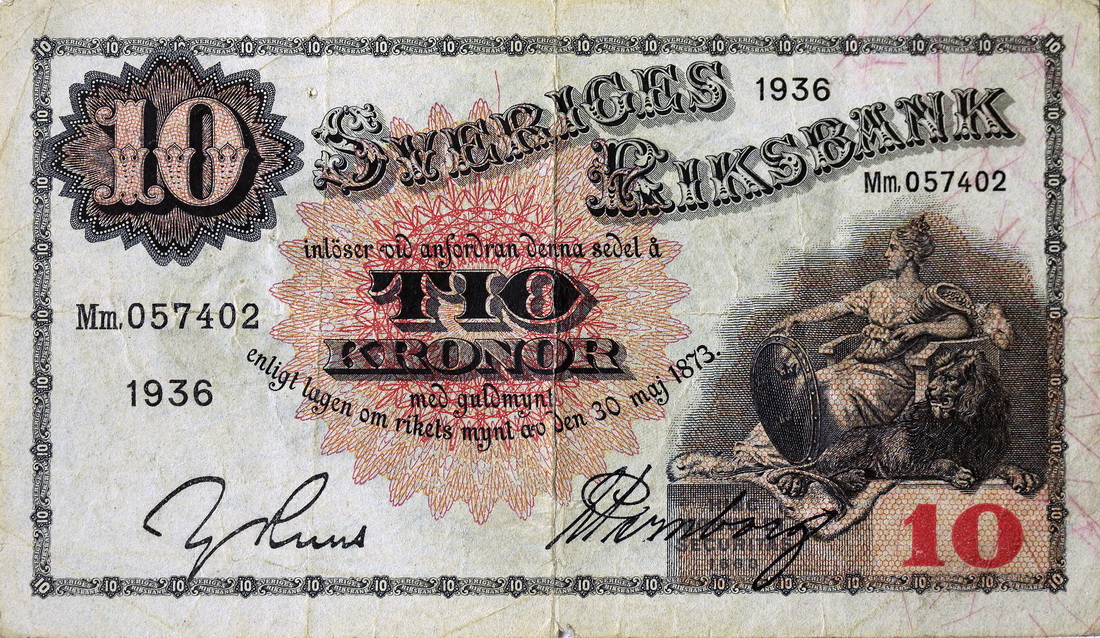 10
SVERIGES
1936
RIKSBANK
Mm, 057402
inlöser vid anfordran denna sedel å
TIO
KRONOR
Mm, 057402
1936
med guldmynt
enligt lagen om rikets mynt av den 30 maj 1873.
10